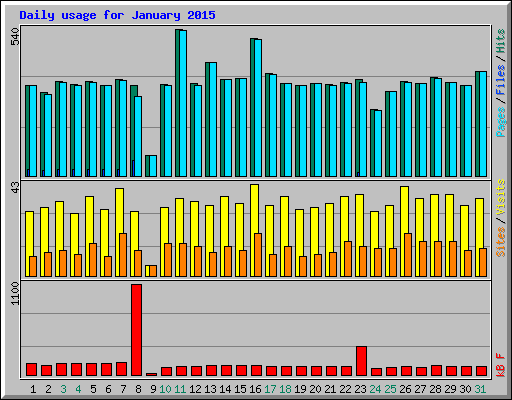 Daily usage for January 2015
540
Pages / Files / Hits
43
Sites / Visits
1100
kB F
1 2 3 4 5 6 7 8 9 10 11 12 13 14 15 16 17 18 19 20 21 22 23 24 25 26 27 28 29 30 31